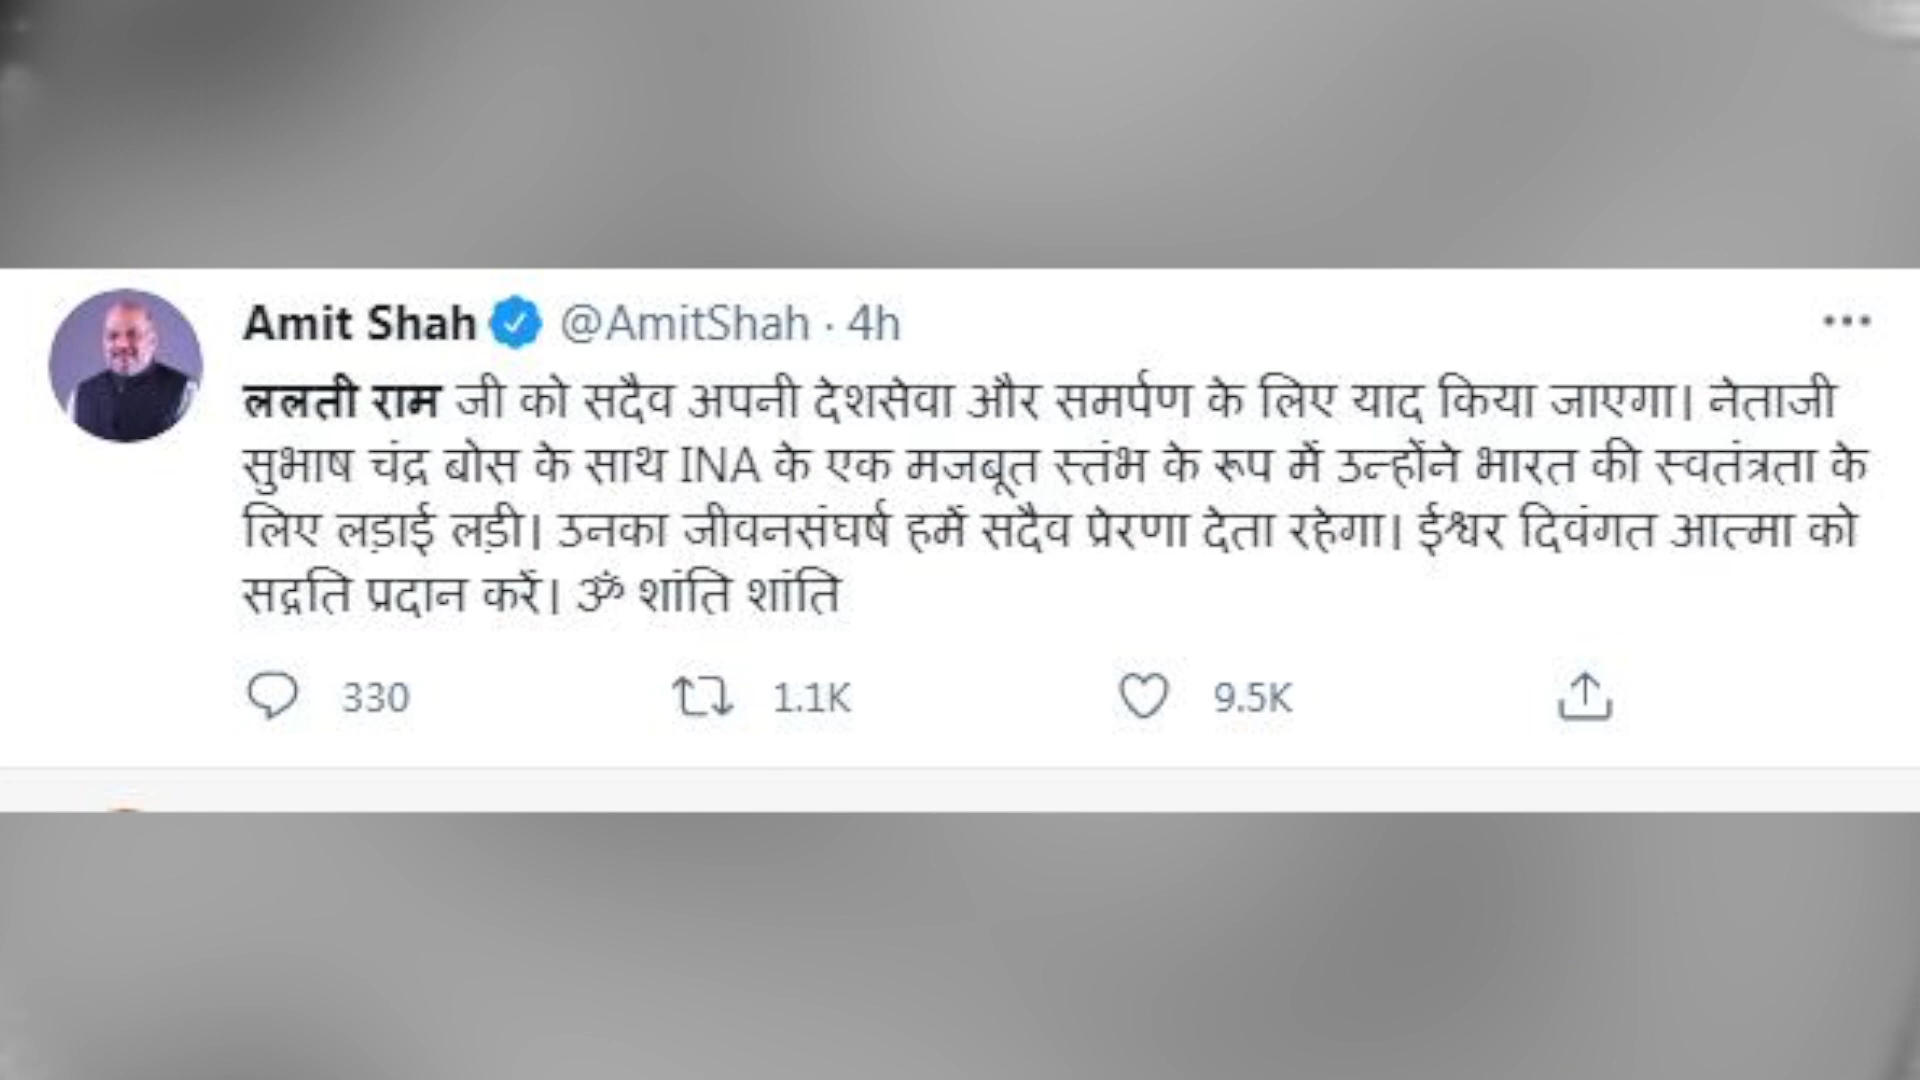 Amit Shah @AmitShah · 4h
ललती राम जी को सदैव अपनी देशसेवा और समर्पण के लिए याद किया जाएगा। नेताजी
सुभाष चंद्र बोस के साथ INA के एक मजबूत स्तंभ के रूप में उन्होंने भारत की स्वतंत्रता के
लिए लड़ाई लड़ी। उनका जीवनसंघर्ष हमें सदैव प्रेरणा देता रहेगा। ईश्वर दिवंगत आत्मा को
सद्गति प्रदान करें। ॐ शांति शांति
330 1.1K 9.5K